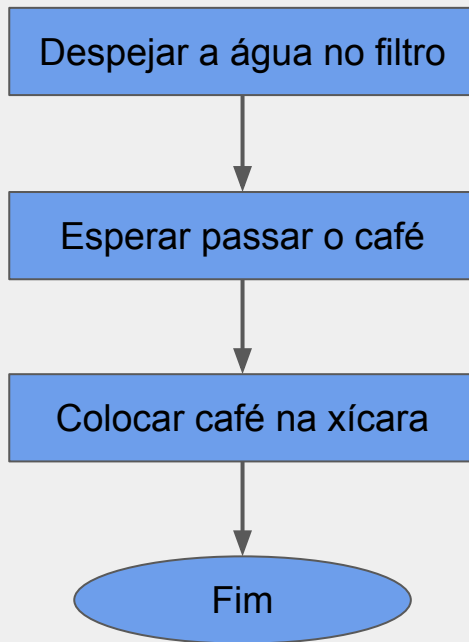 Despejar a água no filtro
Esperar passar o café
Colocar café na xícara
Fim